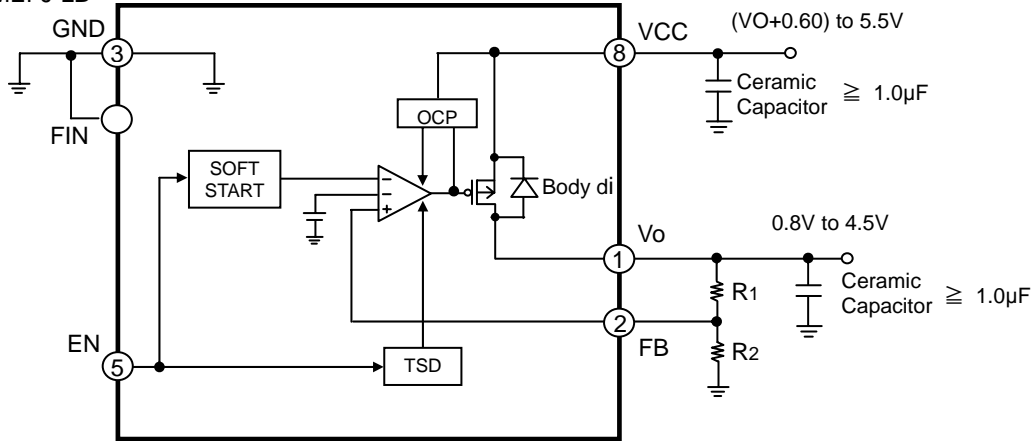 GND
3
FIN
VCC
8
(VO+0.60) to 5.5V
Ceramic
Capacitor
≧ 1.0µF
OCP
SOFT
START
Body di
−
−
+
Vo
1
0.8V to 4.5V
Ceramic
Capacitor
≧ 1.0µF
R1
2
FB
R2
EN
5
TSD